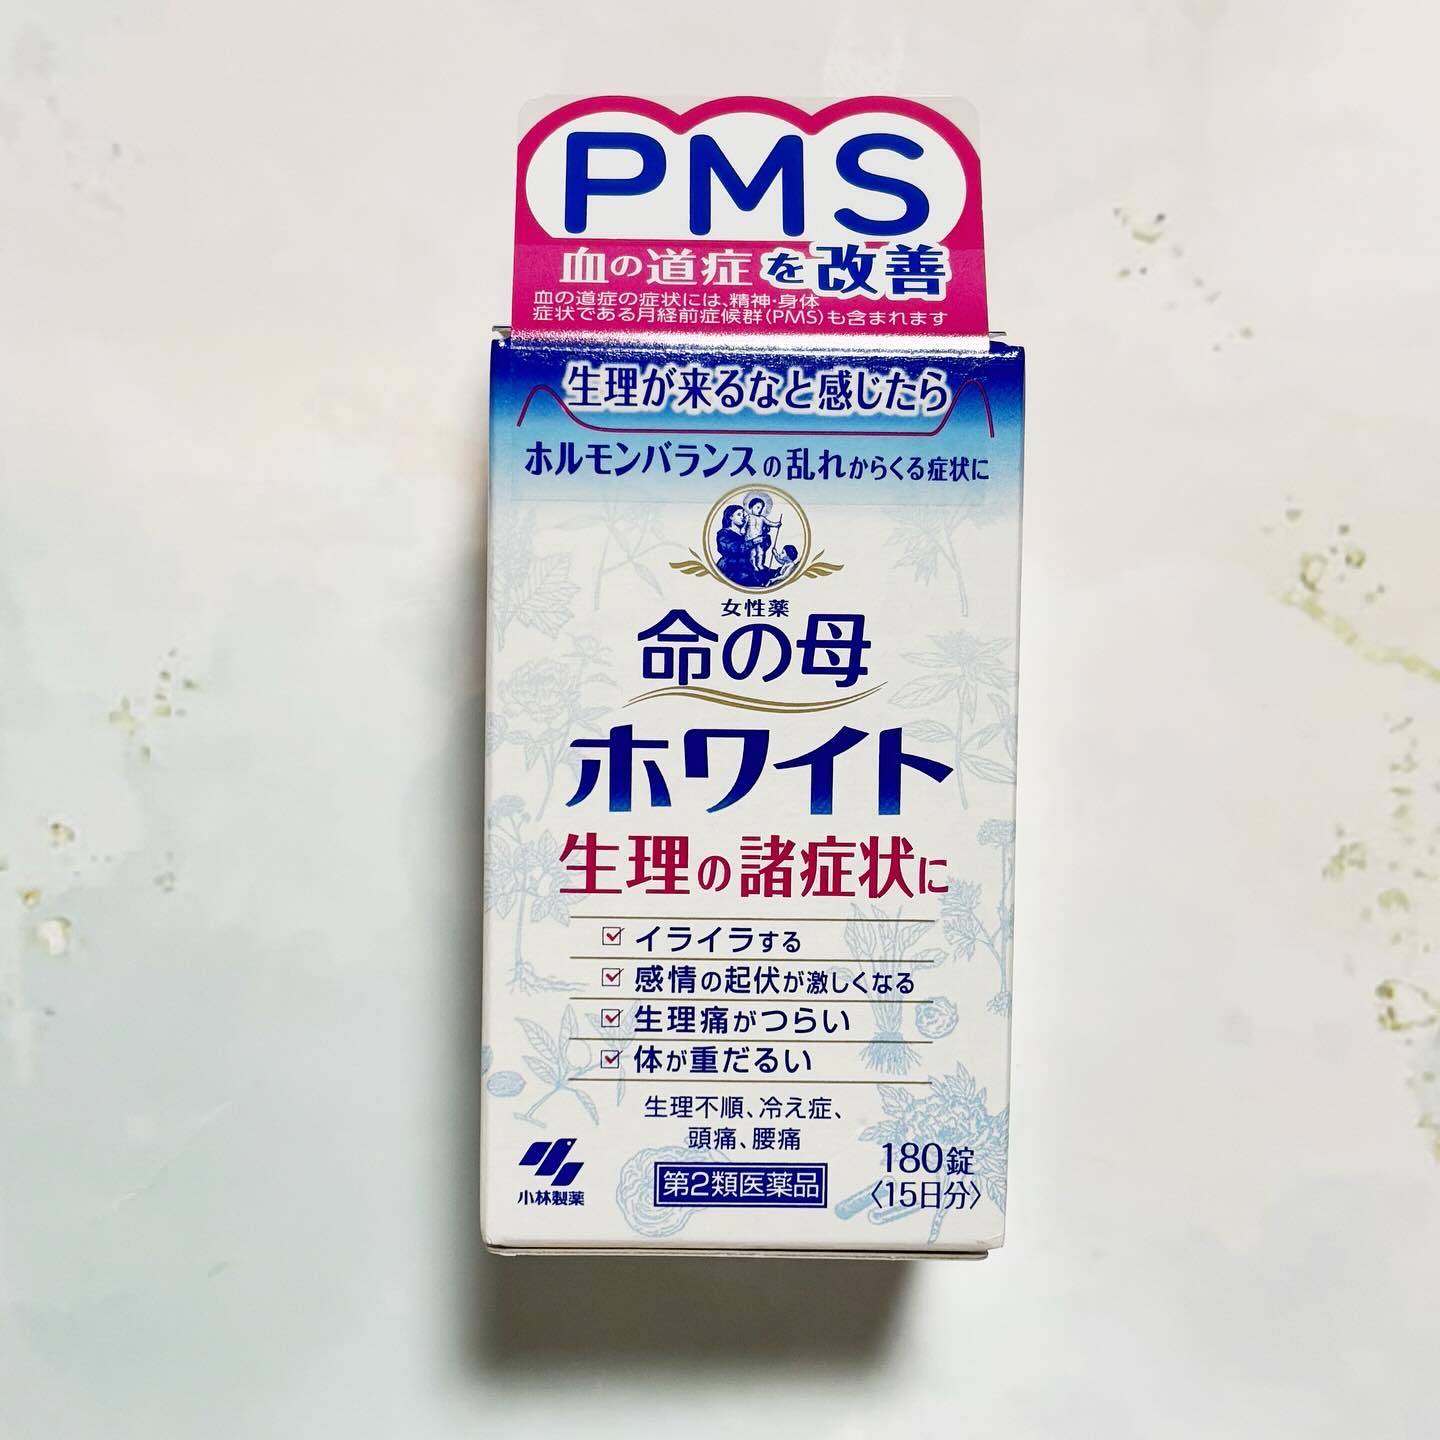 PMS
血の道症を改善
血の道症の症状には、精神・身体
症状である月経前症候群(PMS)も含まれます
生理が来るなと感じたら
ホルモンバランスの乱れからくる症状に
女性薬
命の母
ホワイト
生理の諸症状に
イライラする
感情の起伏が激しくなる
生理痛がつらい
体が重だるい
生理不順、冷え症、
頭痛、腰痛
第2類医薬品
小林製薬
180錠
〈15日分〉